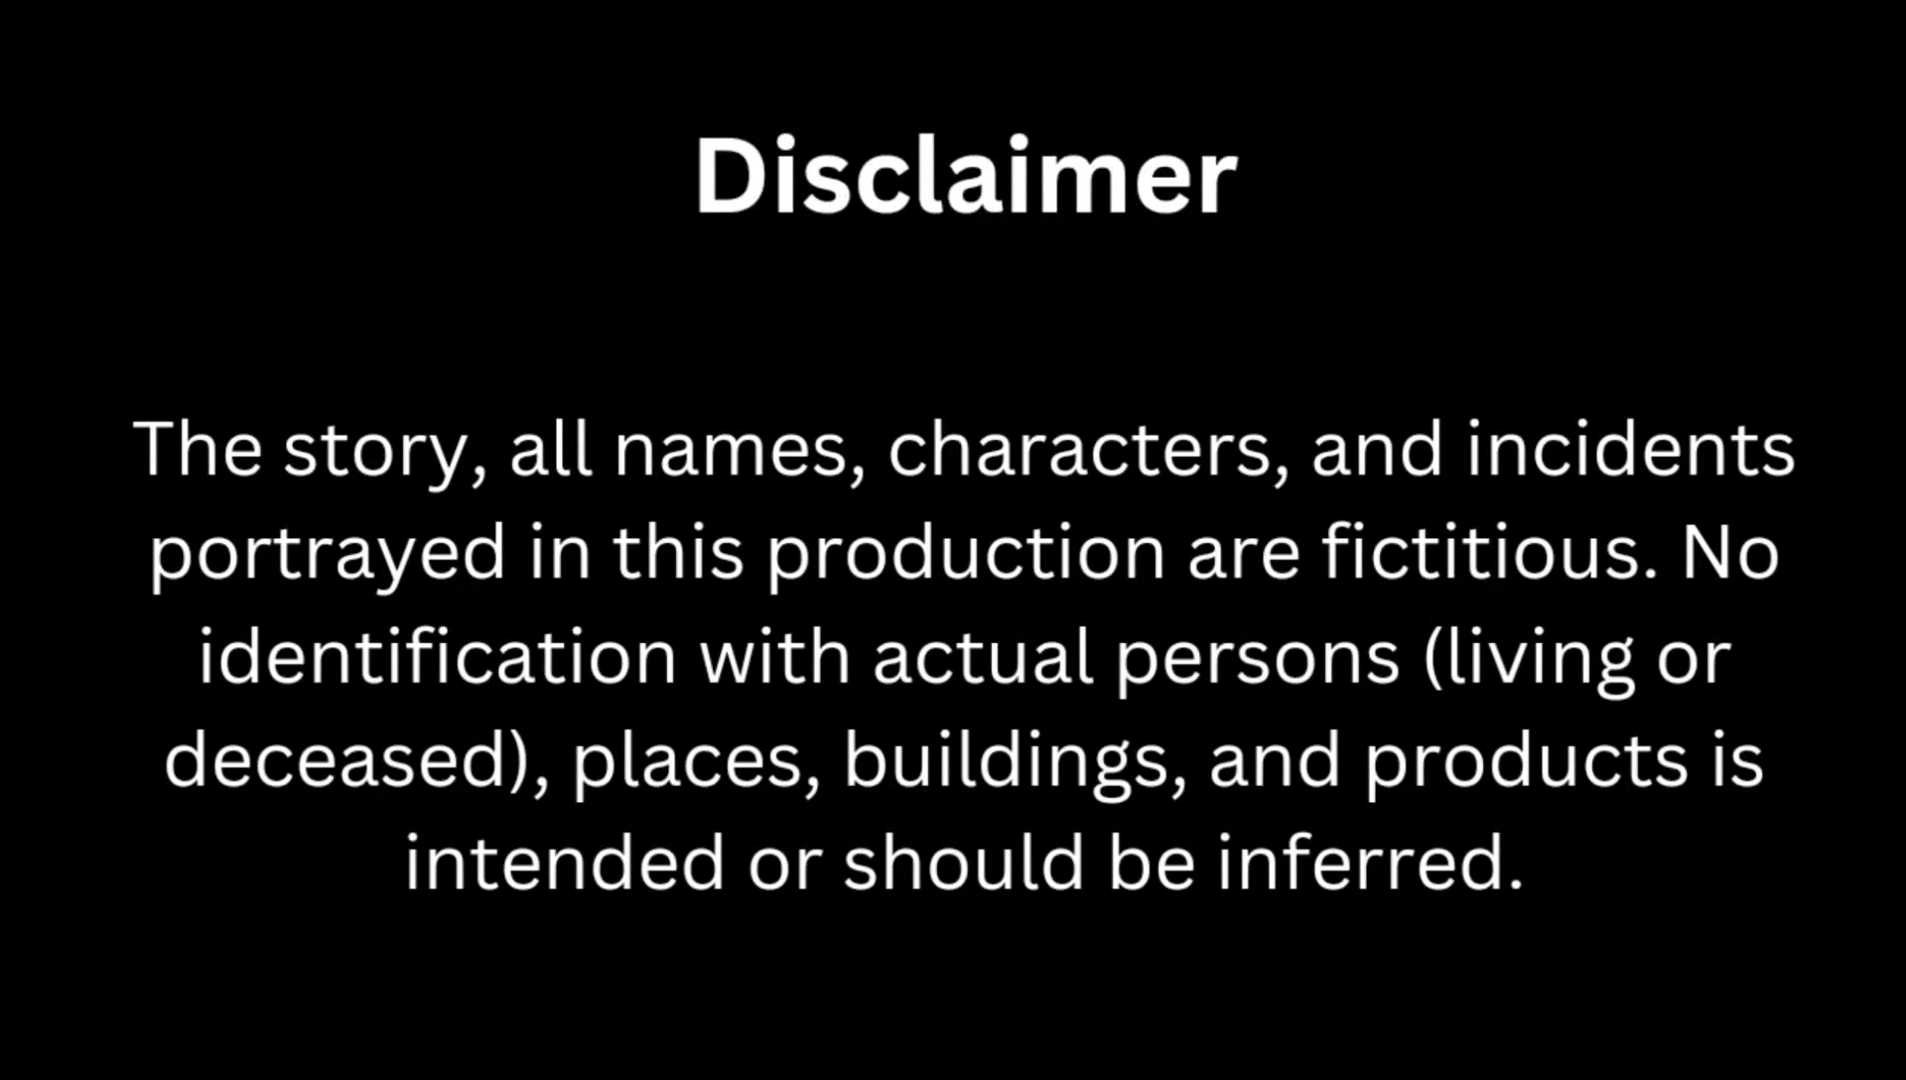 Disclaimer
The story, all names, characters, and incidents
portrayed in this production are fictitious. No
identification with actual persons (living or
deceased), places, buildings, and products is
intended or should be inferred.